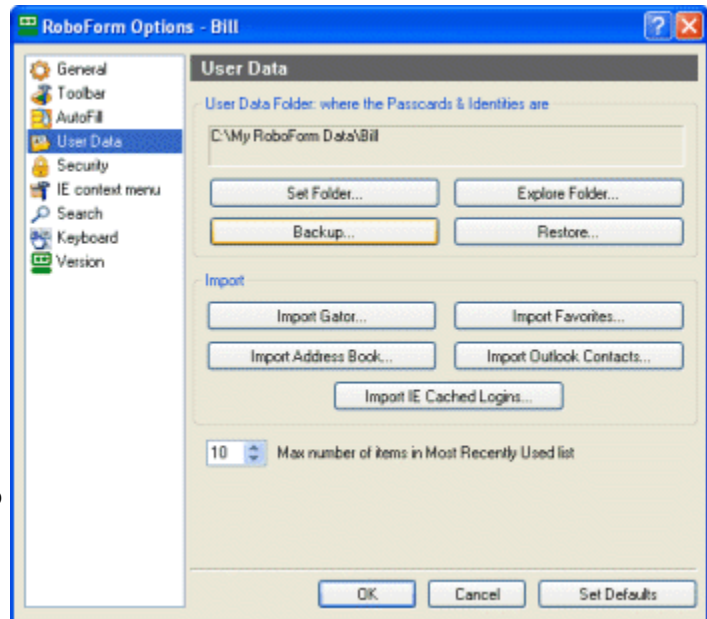 RoboForm Options - Bill
General
Toolbar
AutoFill
User Data
Security
IE context menu
Search
Keyboard
Version
User Data
User Data Folder: where the Passcards & Identities are
C:\My RoboForm Data\Bill
Set Folder... Explore Folder...
Backup... Restore...
Import
Import Gator... Import Favorites...
Import Address Book... Import Outlook Contacts...
Import IE Cached Logins...
10 Max number of items in Most Recently Used list
OK Cancel Set Defaults